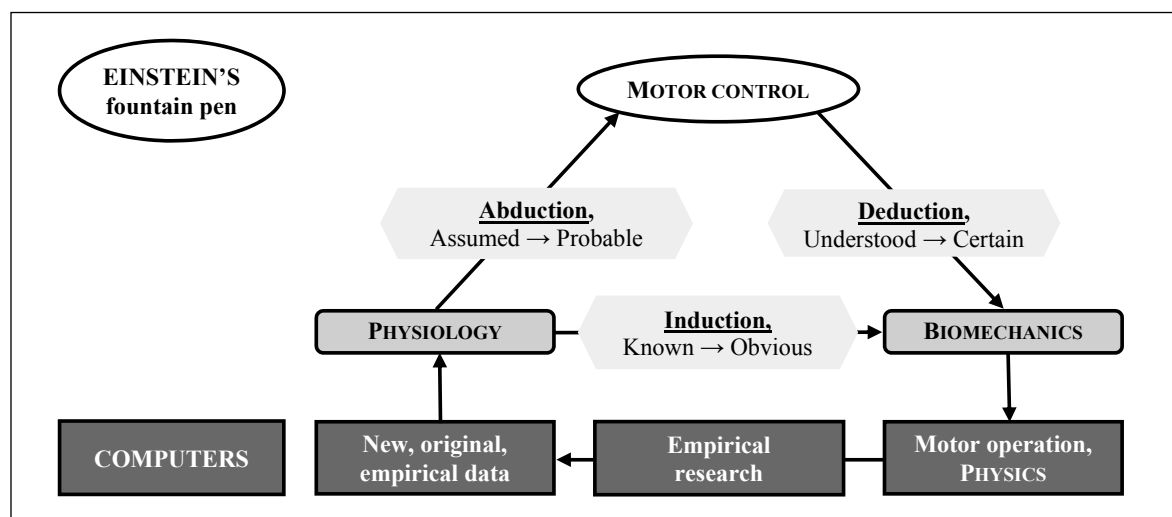 EINSTEIN'S
fountain pen
MOTOR CONTROL
Abduction,
Assumed → Probable
Deduction,
Understood → Certain
PHYSIOLOGY
Induction,
Known → Obvious
BIOMECHANICS
COMPUTERS
New, original,
empirical data
Empirical
research
Motor operation,
PHYSICS